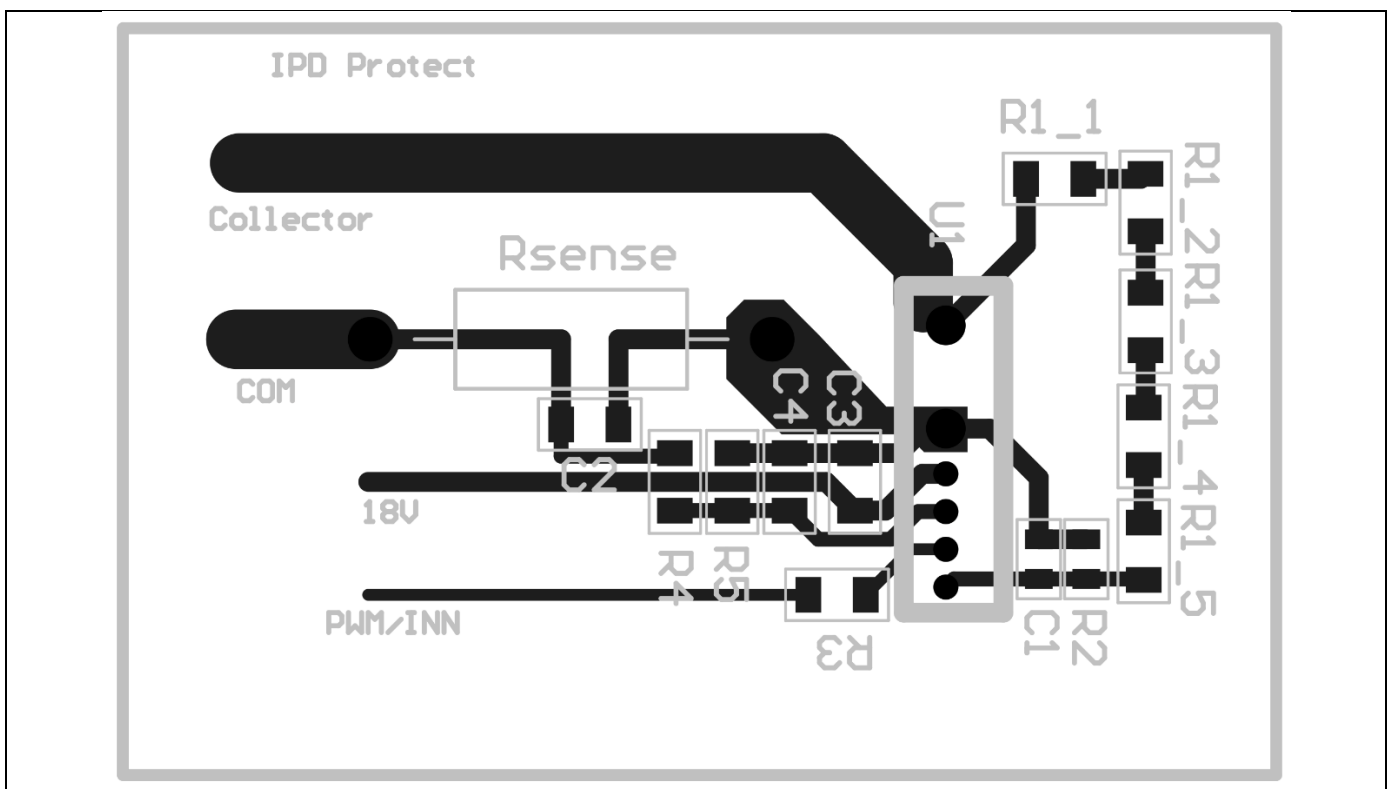 IPD Protect
R1_1
R1_2
Collector
U1
Rsense
R1_3
COM
C4
C3
R1_4
C2
18V
R1_5
R4
R5
PWM/INN
C1
R2
R3